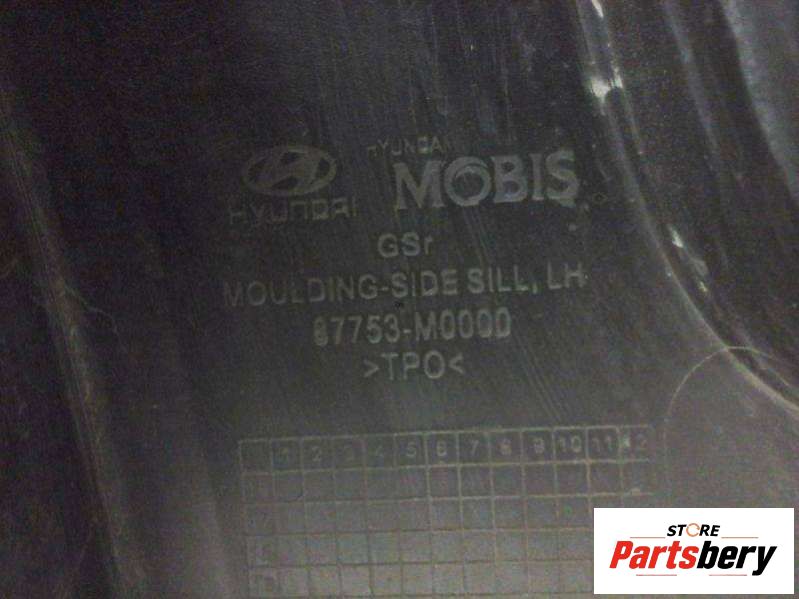 HYUNDAI
HYUNDAI
MOBIS
GSr
MOULDING-SIDE SILL, LH
87753-M0000
>TPO<
1 2 3 4 5 6 7 8 9 10 11 12
STORE
Partsbery